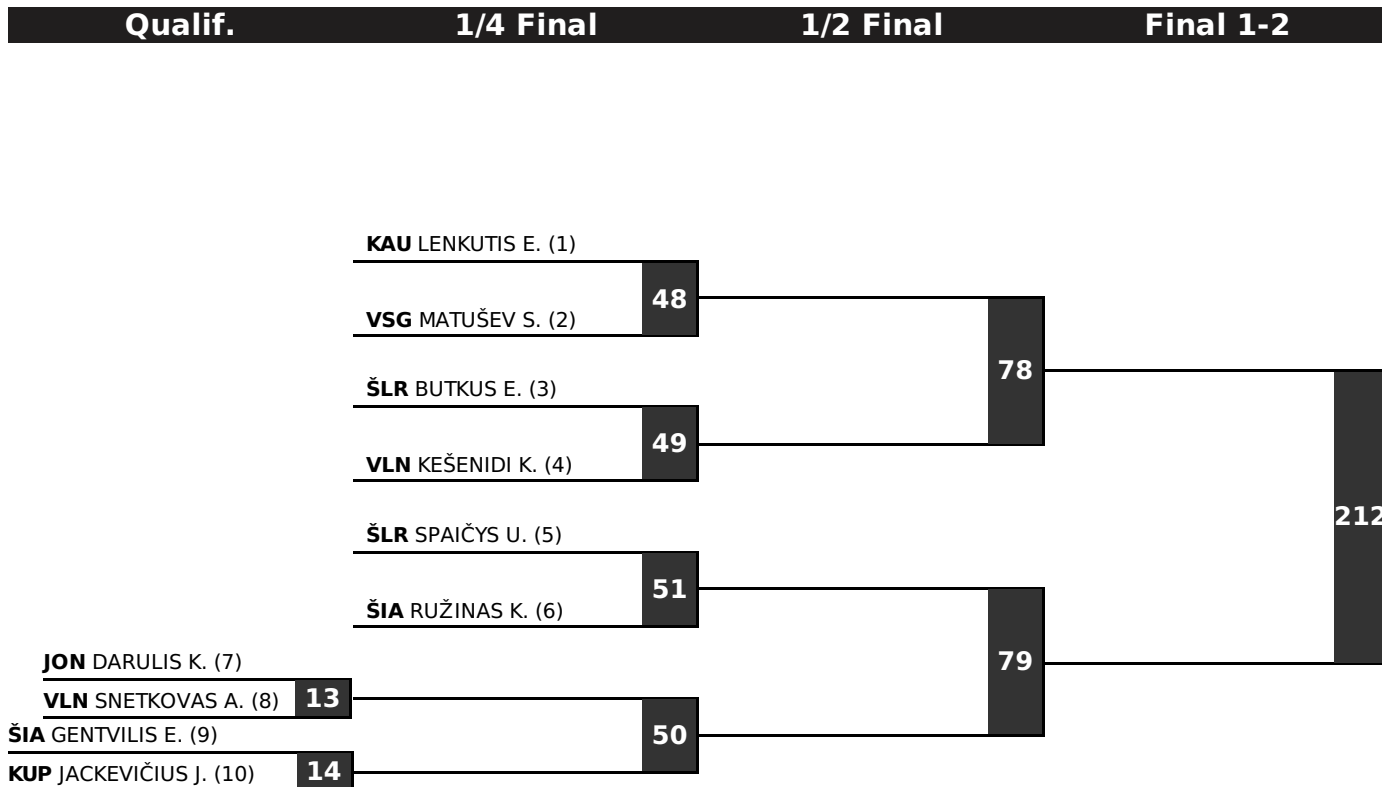 Qualif. 1/4 Final 1/2 Final Final 1-2
KAU LENKUTIS E. (1)
48
VSG MATUŠEV S. (2)
78
ŠLR BUTKUS E. (3)
49
VLN KEŠENIDI K. (4)
212
ŠLR SPAIČYS U. (5)
51
ŠIA RUŽINAS K. (6)
79
JON DARULIS K. (7)
VLN SNETKOVAS A. (8) 13
ŠIA GENTVILIS E. (9)
50
KUP JACKEVIČIUS J. (10) 14